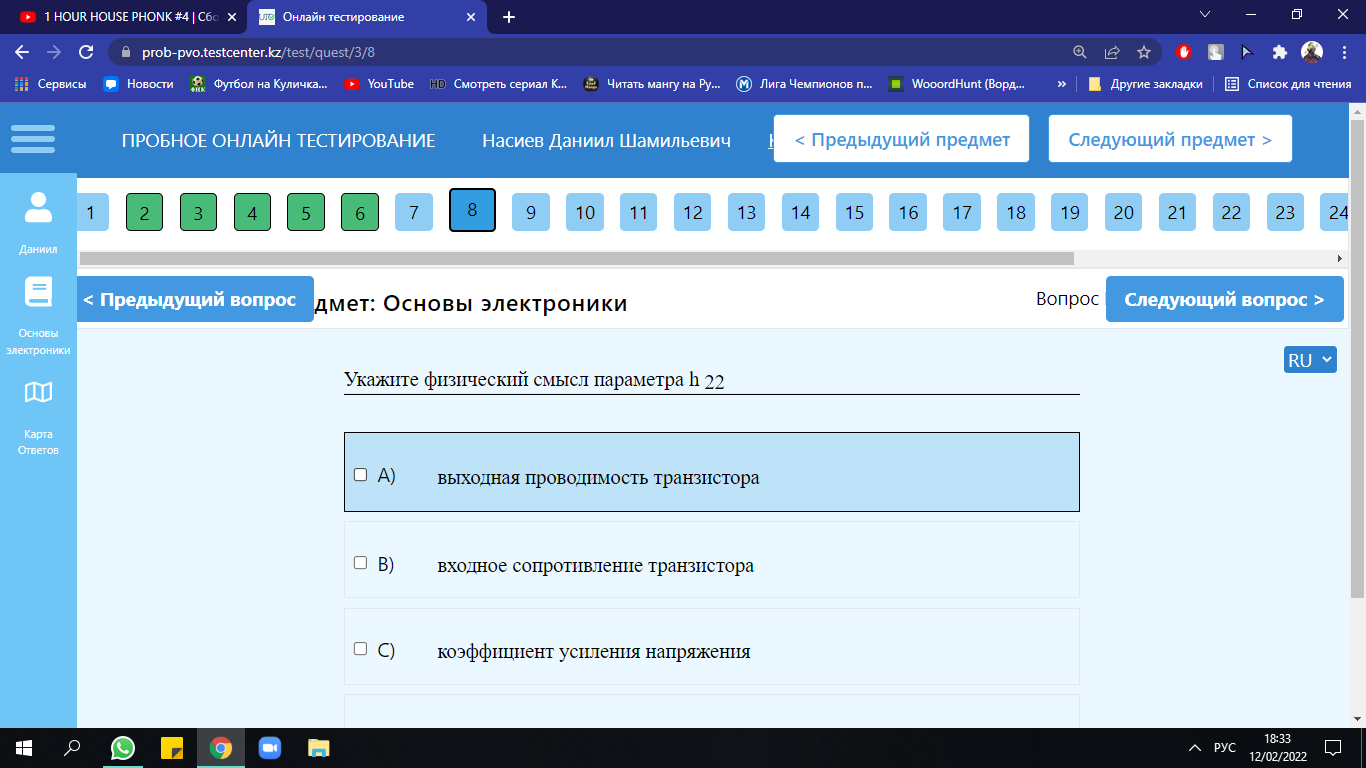 1 HOUR HOUSE PHONK #4 | Сбо
Онлайн тестирование
prob-pvo.testcenter.kz/test/quest/3/8
Сервисы
Новости
Футбол на Куличка...
YouTube
HD Смотреть сериал К...
Читать мангу на Ру...
Лига Чемпионов п...
WooordHunt (Ворд...
»
Другие закладки
Список для чтения
ПРОБНОЕ ОНЛАЙН ТЕСТИРОВАНИЕ
Насиев Даниил Шамильевич
< Предыдущий предмет
Следующий предмет >
1 2 3 4 5 6 7 8 9 10 11 12 13 14 15 16 17 18 19 20 21 22 23 24
Даниил
Основы
электроники
Карта
Ответов
< Предыдущий вопрос
дмет: Основы электроники
Вопрос
Следующий вопрос >
RU
Укажите физический смысл параметра h 22
A) выходная проводимость транзистора
B) входное сопротивление транзистора
C) коэффициент усиления напряжения
РУС
18:33
12/02/2022